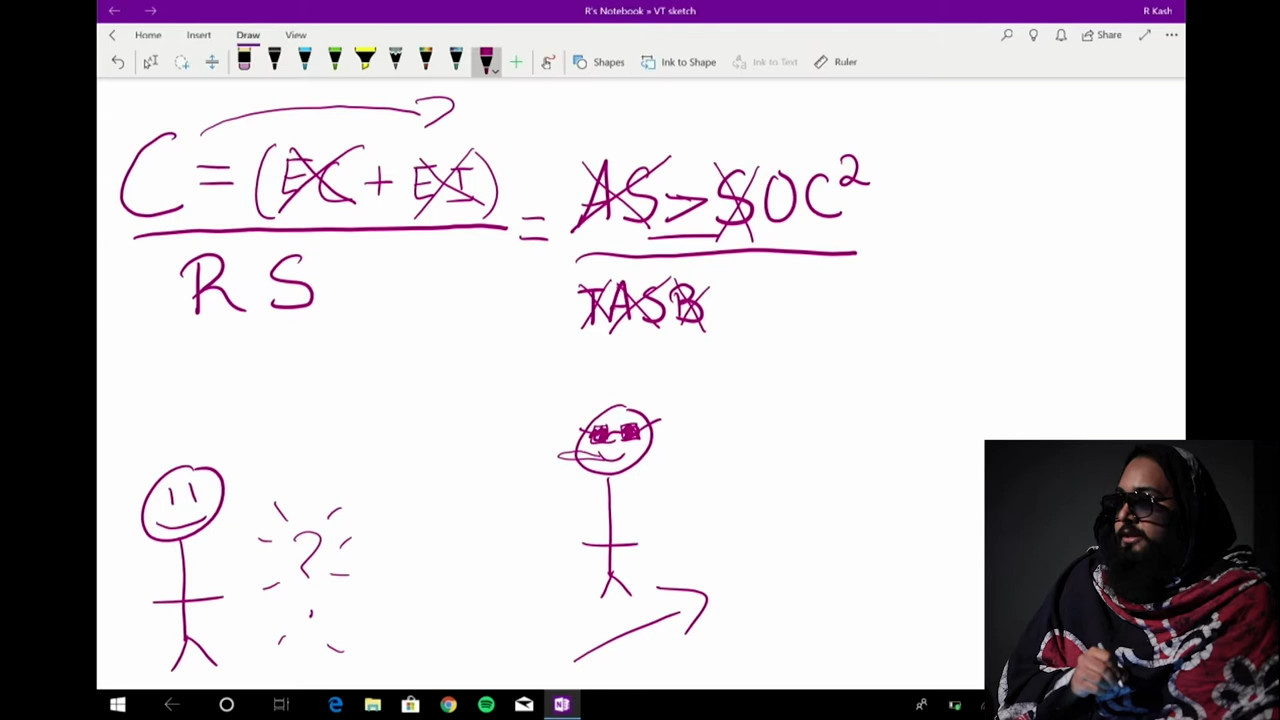 R's Notebook » VT sketch
R Kash
Home Insert Draw View
Share
Shapes Ink to Shape Ink to Text Ruler
C = (EC + EI) = AS ≥ SOC²
RS TASB
?